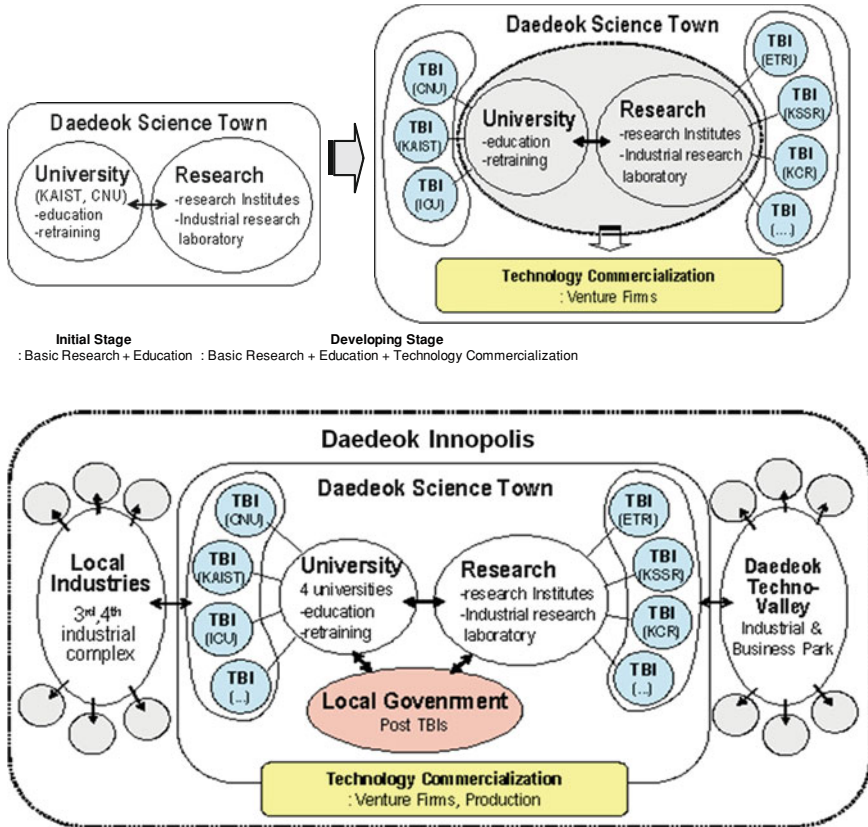 Daedeok Science Town
University
(KAIST, CNU)
-education
-retraining
Research
-research Institutes
-Industrial research
laboratory
Daedeok Science Town
TBI
(CNU)
TBI
(KAIST)
TBI
(ICU)
University
-education
-retraining
Research
-research Institutes
-Industrial research
laboratory
TBI
(ETRI)
TBI
(KSSR)
TBI
(KCR)
TBI
(....)
Technology Commercialization
: Venture Firms
Initial Stage
: Basic Research + Education
Developing Stage
: Basic Research + Education + Technology Commercialization
Daedeok Innopolis
Local
Industries
3rd,4th
industrial
complex
Daedeok Science Town
TBI
(CNU)
TBI
(KAIST)
TBI
(ICU)
TBI
(...)
University
4 universities
-education
-retraining
Research
-research Institutes
-Industrial research
laboratory
TBI
(ETRI)
TBI
(KSSR)
TBI
(KCR)
TBI
(...)
Local Govenrment
Post TBIs
Daedeok
Techno-
Valley
Industrial &
Business Park
Technology Commercialization
: Venture Firms, Production